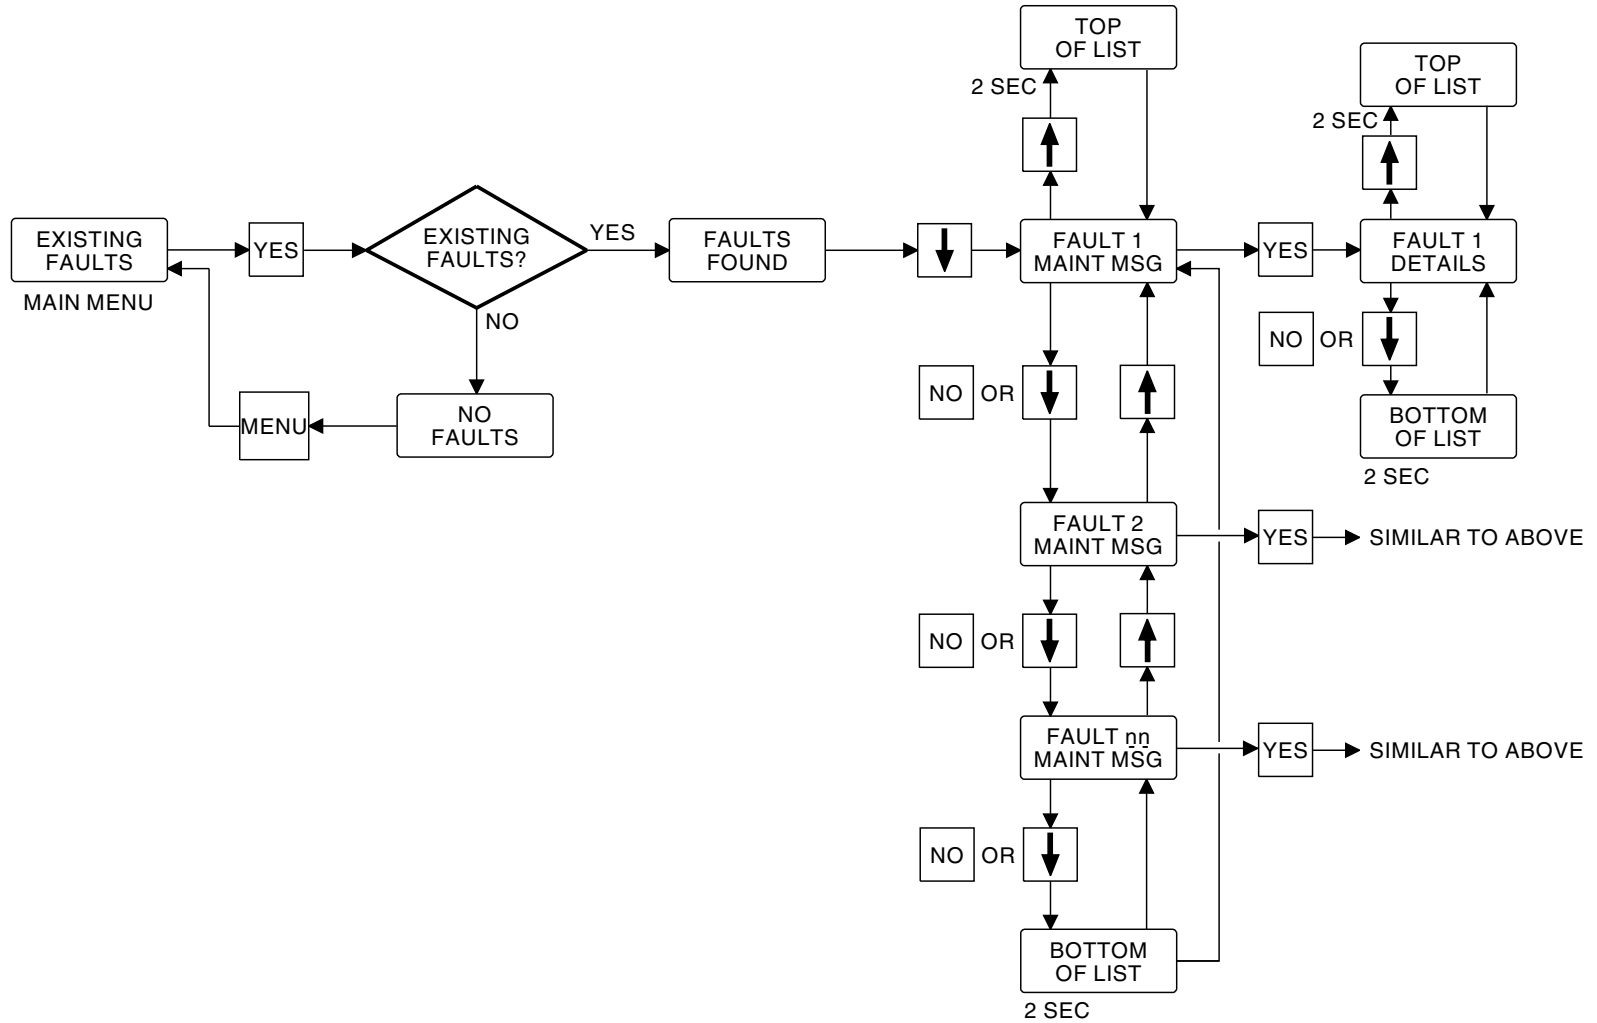 TOP
OF LIST
2 SEC
TOP
OF LIST
2 SEC
EXISTING
FAULTS
MAIN MENU
YES
EXISTING
FAULTS?
YES
NO
FAULTS
FOUND
FAULT 1
MAINT MSG
YES
FAULT 1
DETAILS
NO OR
BOTTOM
OF LIST
2 SEC
MENU
NO
FAULTS
NO OR
FAULT 2
MAINT MSG
YES
SIMILAR TO ABOVE
NO OR
FAULT nn
MAINT MSG
YES
SIMILAR TO ABOVE
NO OR
BOTTOM
OF LIST
2 SEC